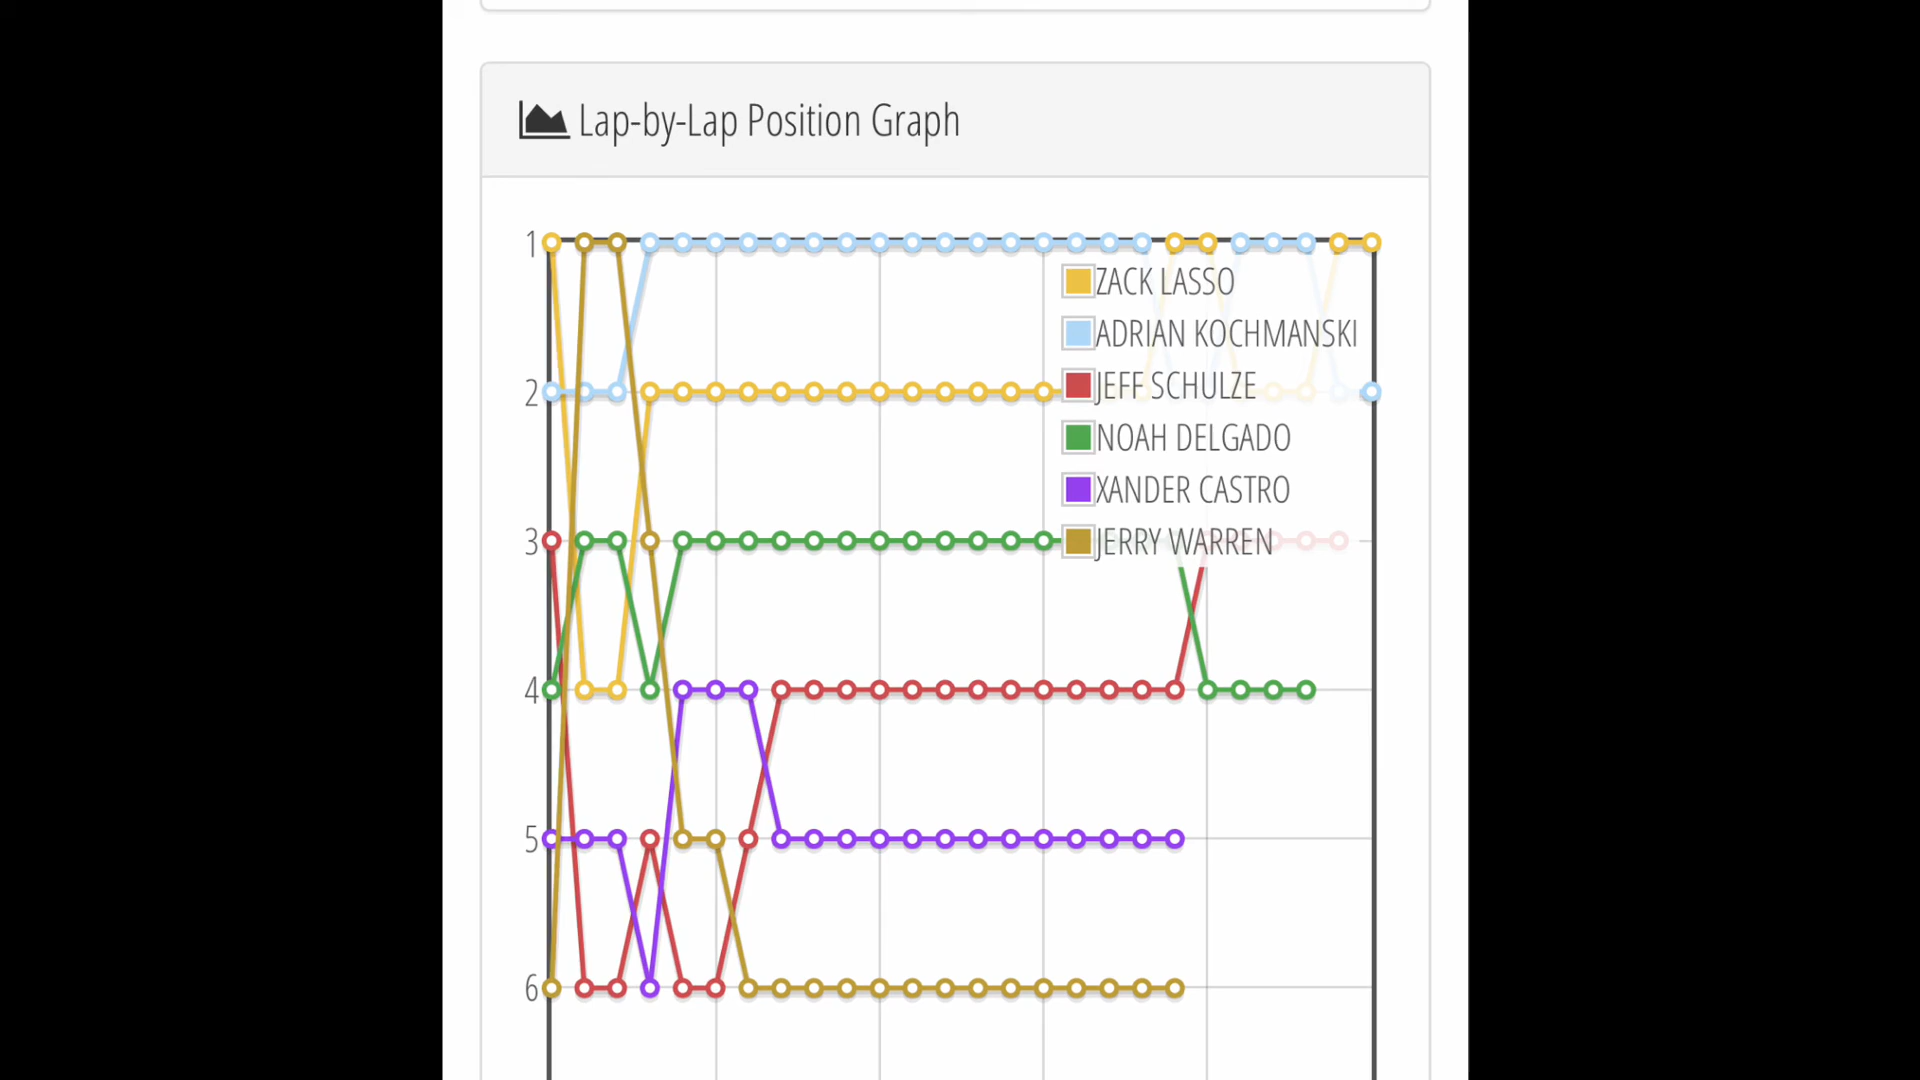 Lap-by-Lap Position Graph
1
ZACK LASSO
ADRIAN KOCHMANSKI
2
JEFF SCHULZE
NOAH DELGADO
XANDER CASTRO
3
JERRY WARREN
4
5
6